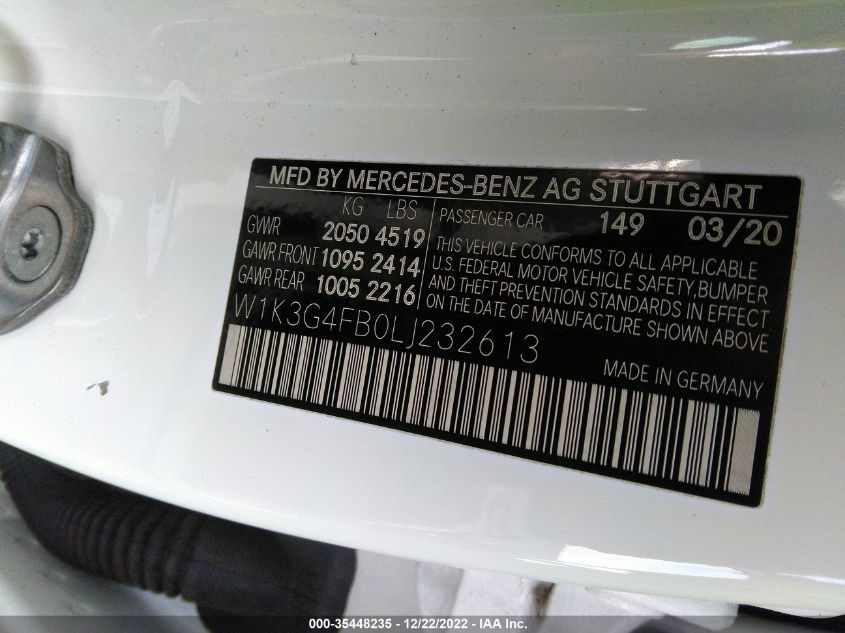 MFD BY MERCEDES-BENZ AG STUTTGART
KG LBS
GVWR 2050 4519
GAWR FRONT 1095 2414
GAWR REAR 1005 2216
PASSENGER CAR 149 03/20
THIS VEHICLE CONFORMS TO ALL APPLICABLE
U.S. FEDERAL MOTOR VEHICLE SAFETY,BUMPER
AND THEFT PREVENTION STANDARDS IN EFFECT
ON THE DATE OF MANUFACTURE SHOWN ABOVE
W1K3G4FB0LJ232613
MADE IN GERMANY
000-35448235 - 12/22/2022 - IAA Inc.